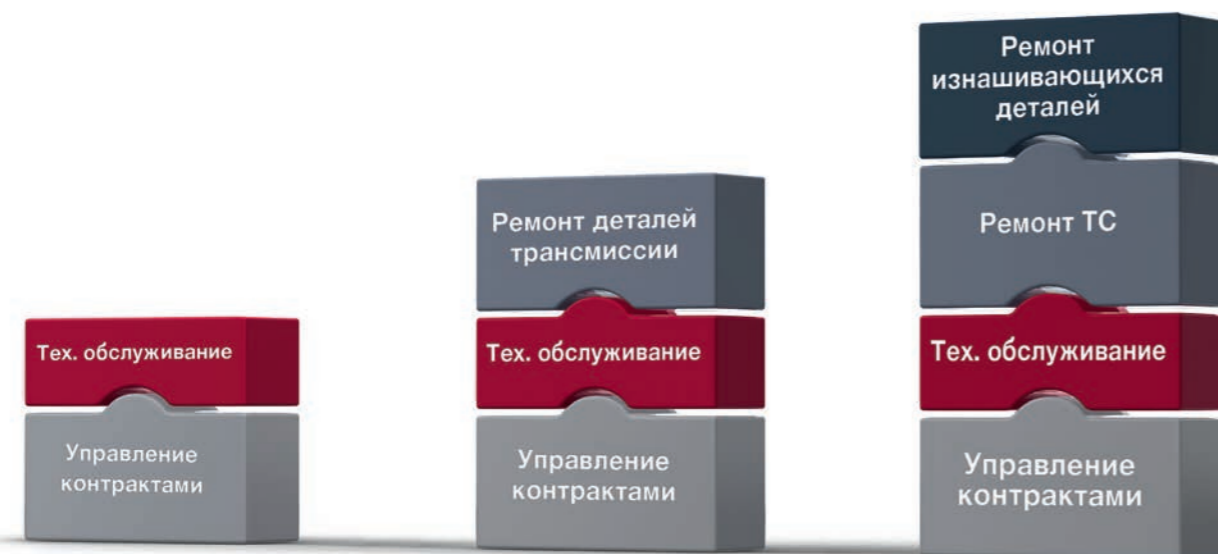 Тех. обслуживание
Управление
контрактами
Ремонт деталей
трансмиссии
Тех. обслуживание
Управление
контрактами
Ремонт
изнашивающихся
деталей
Ремонт ТС
Тех. обслуживание
Управление
контрактами